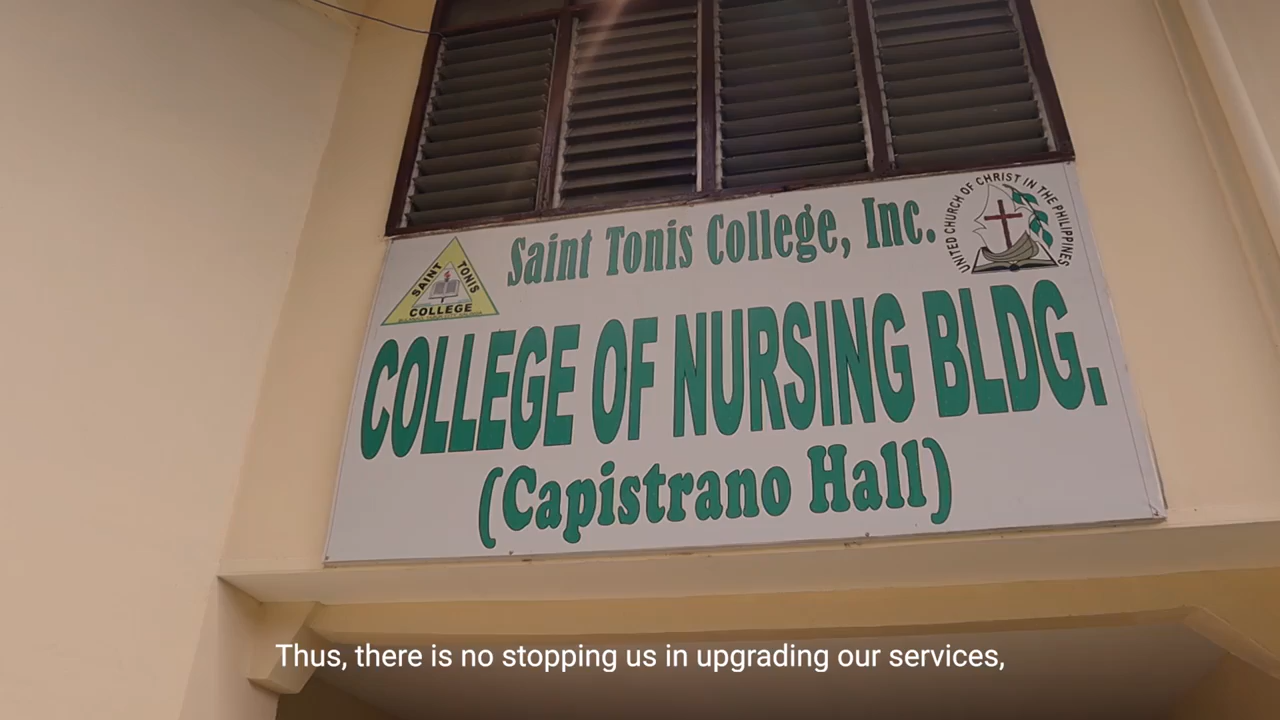 Saint Tonis College, Inc.
UNITED CHURCH OF CHRIST IN THE PHILIPPINES
SAINT TONIS
COLLEGE
COLLEGE OF NURSING BLDG.
(Capistrano Hall)
Thus, there is no stopping us in upgrading our services,